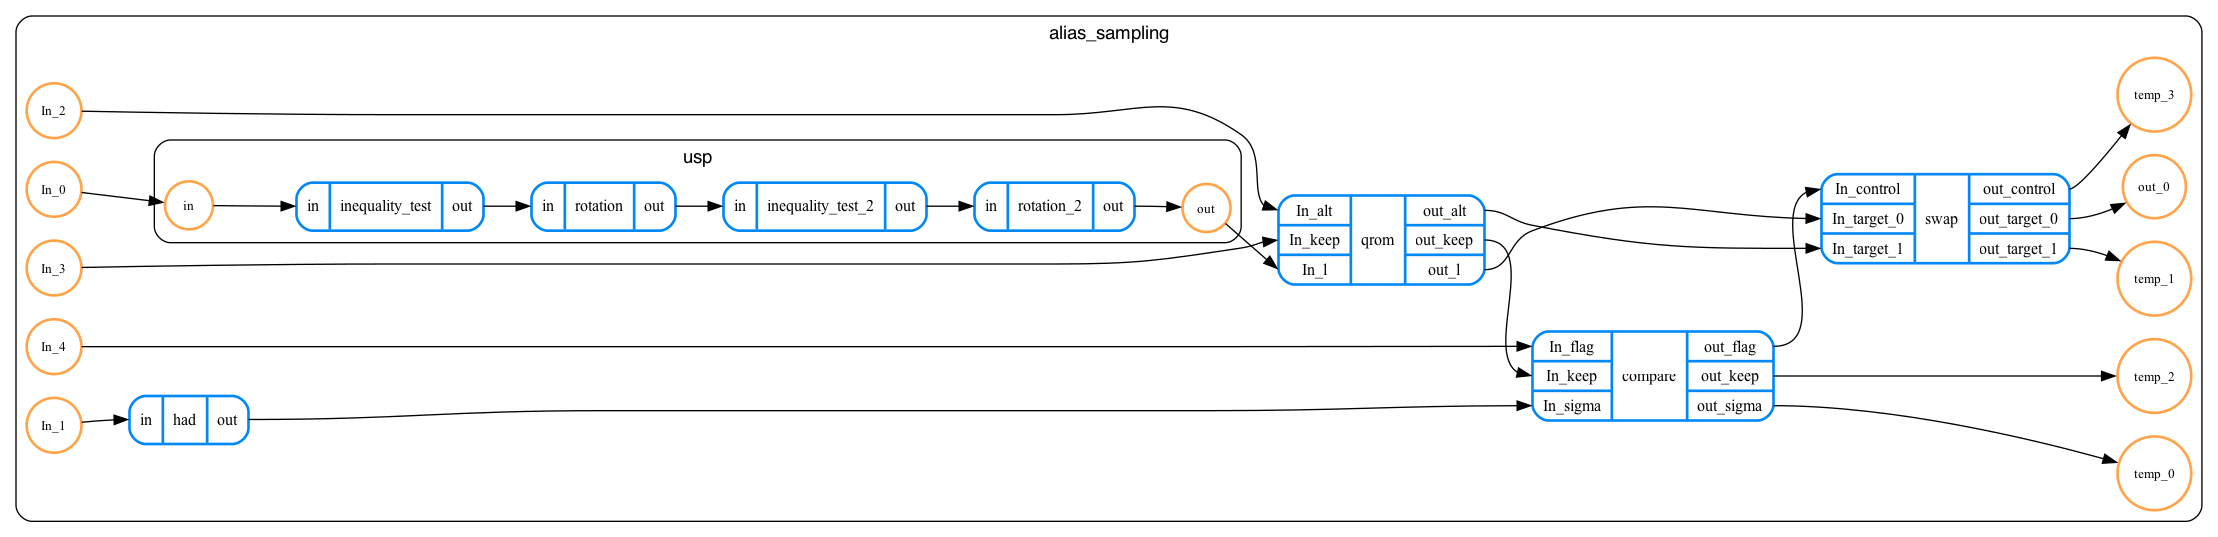 alias_sampling
In_2
In_0
In_3
In_4
In_1
usp
in
in inequality_test out
in rotation out
in inequality_test_2 out
in rotation_2 out
out
in had out
In_alt
In_keep
In_l
qrom
out_alt
out_keep
out_l
In_flag
In_keep
In_sigma
compare
out_flag
out_keep
out_sigma
In_control
In_target_0
In_target_1
swap
out_control
out_target_0
out_target_1
temp_3
out_0
temp_1
temp_2
temp_0